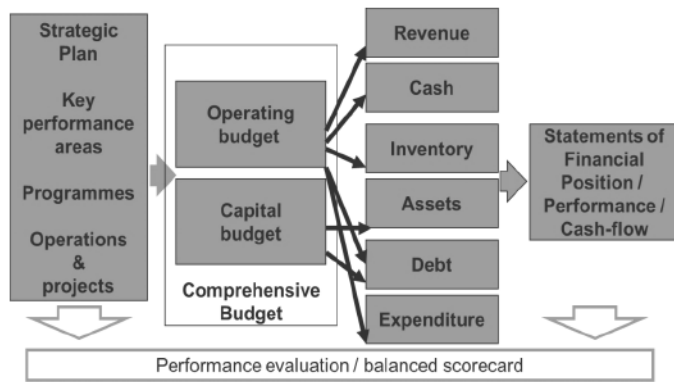 Strategic
Plan
Key
performance
areas
Programmes
Operations
&
projects
Operating
budget
Capital
budget
Comprehensive
Budget
Revenue
Cash
Inventory
Assets
Debt
Expenditure
Statements of
Financial
Position /
Performance /
Cash-flow
Performance evaluation / balanced scorecard